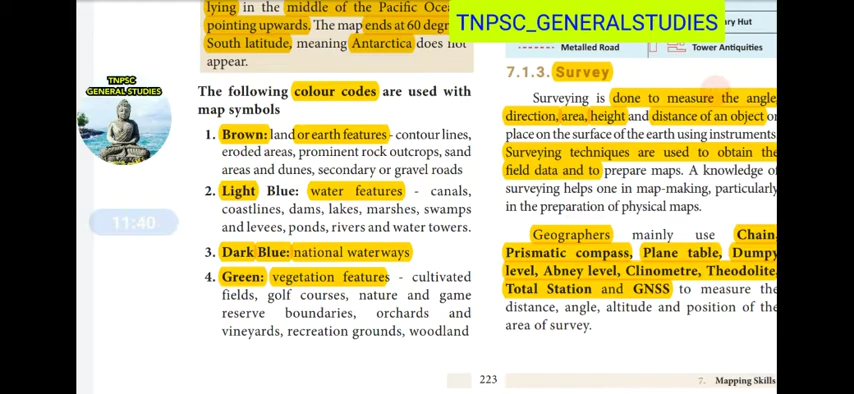 lying in the middle of the Pacific
pointing upwards. The map ends at 60
South latitude, meaning Antarctica does not
appear.
The following colour codes are used with
map symbols
1. Brown: land or earth features - contour lines,
eroded areas, prominent rock outcrops, sand
areas and dunes, secondary or gravel roads
2. Light Blue: water features - canals,
coastlines, dams, lakes, marshes, swamps
and levees, ponds, rivers and water towers.
3. Dark Blue: national waterways
4. Green: vegetation features - cultivated
fields, golf courses, nature and game
reserve boundaries, orchards and
vineyards, recreation grounds, woodland
TNPSC_GENERALSTUDIES
Hut
Metalled Road
Tower Antiquities
7.1.3. Survey
Surveying is done to measure the angle
direction, area, height and distance of an object
place on the surface of the earth using instruments
Surveying techniques are used to obtain the
field data and to prepare maps. A knowledge of
surveying helps one in map-making, particularly
in the preparation of physical maps.
Geographers mainly use Chain,
Prismatic compass, Plane table, Dumpy
level, Abney level, Clinometre, Theodolite,
Total Station and GNSS to measure the
distance, angle, altitude and position of the
area of survey.
223
7. Mapping Skills
TNPSC
GENERAL STUDIES
11:40